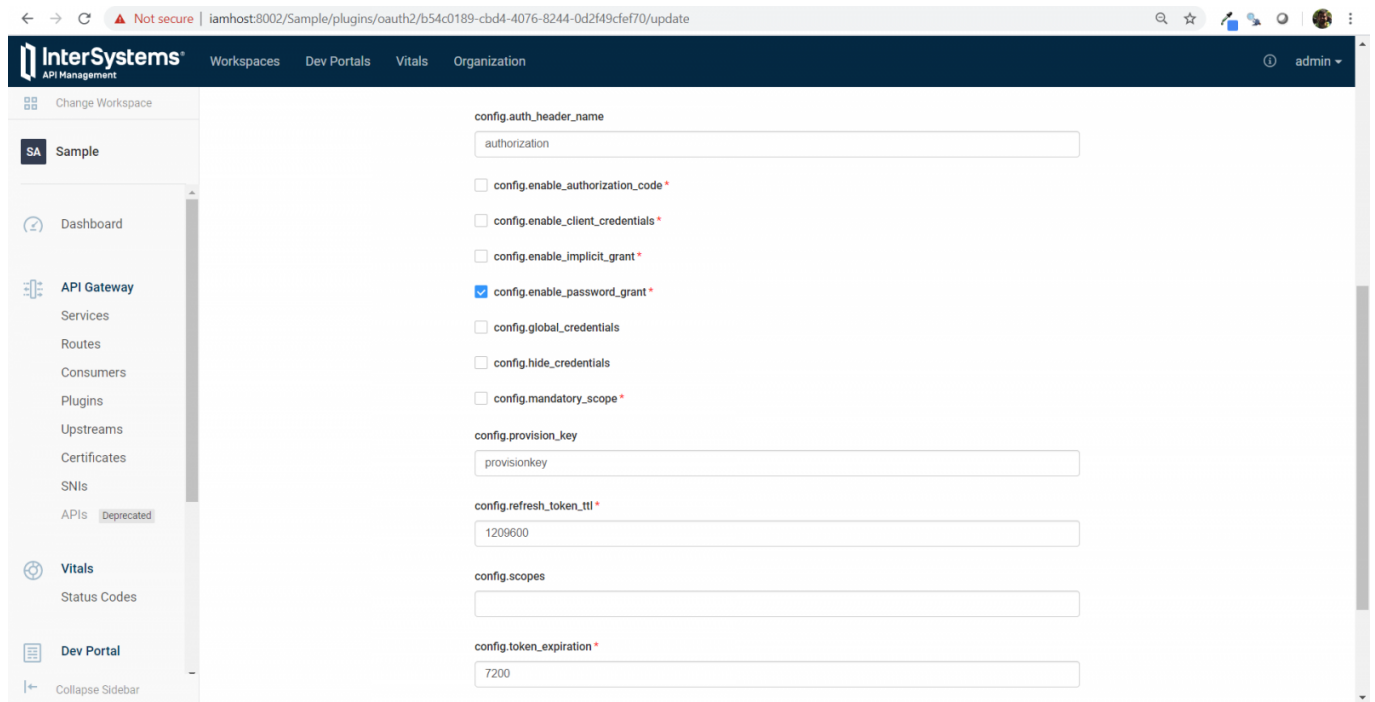 Not secure | iamhost:8002/Sample/plugins/oauth2/b54c0189-cbd4-4076-8244-0d2f49cfef70/update
InterSystems®
API Management
Workspaces Dev Portals Vitals Organization admin
Change Workspace
SA Sample
Dashboard
API Gateway
Services
Routes
Consumers
Plugins
Upstreams
Certificates
SNIs
APIs Deprecated
Vitals
Status Codes
Dev Portal
Collapse Sidebar
config.auth_header_name
authorization
config.enable_authorization_code *
config.enable_client_credentials *
config.enable_implicit_grant *
config.enable_password_grant *
config.global_credentials
config.hide_credentials
config.mandatory_scope *
config.provision_key
provisionkey
config.refresh_token_ttl *
1209600
config.scopes
config.token_expiration *
7200